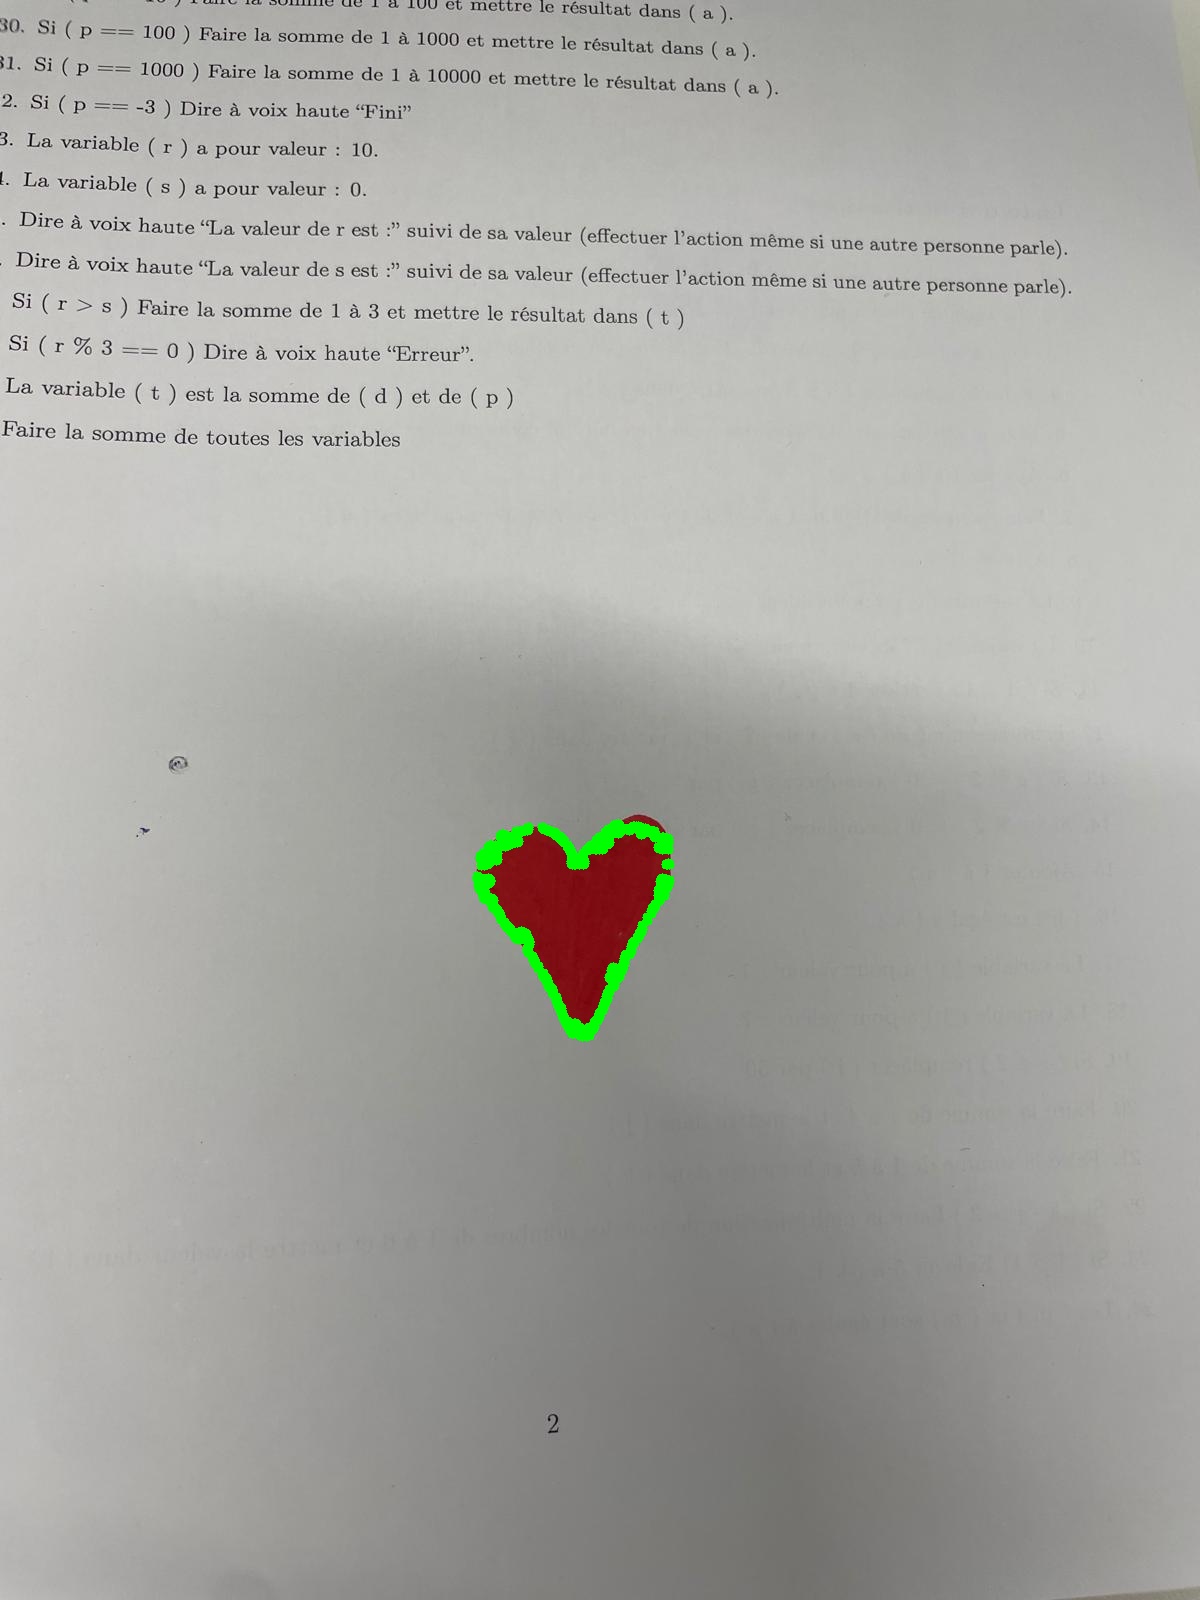 Faire la somme de 1 à 100 et mettre le résultat dans ( a ).
30. Si ( p == 100 ) Faire la somme de 1 à 1000 et mettre le résultat dans ( a ).
31. Si ( p == 1000 ) Faire la somme de 1 à 10000 et mettre le résultat dans ( a ).
2. Si ( p == -3 ) Dire à voix haute “Fini”
3. La variable ( r ) a pour valeur : 10.
4. La variable ( s ) a pour valeur : 0.
. Dire à voix haute “La valeur de r est :” suivi de sa valeur (effectuer l’action même si une autre personne parle).
. Dire à voix haute “La valeur de s est :” suivi de sa valeur (effectuer l’action même si une autre personne parle).
Si ( r > s ) Faire la somme de 1 à 3 et mettre le résultat dans ( t )
Si ( r % 3 == 0 ) Dire à voix haute “Erreur”.
La variable ( t ) est la somme de ( d ) et de ( p )
Faire la somme de toutes les variables
2